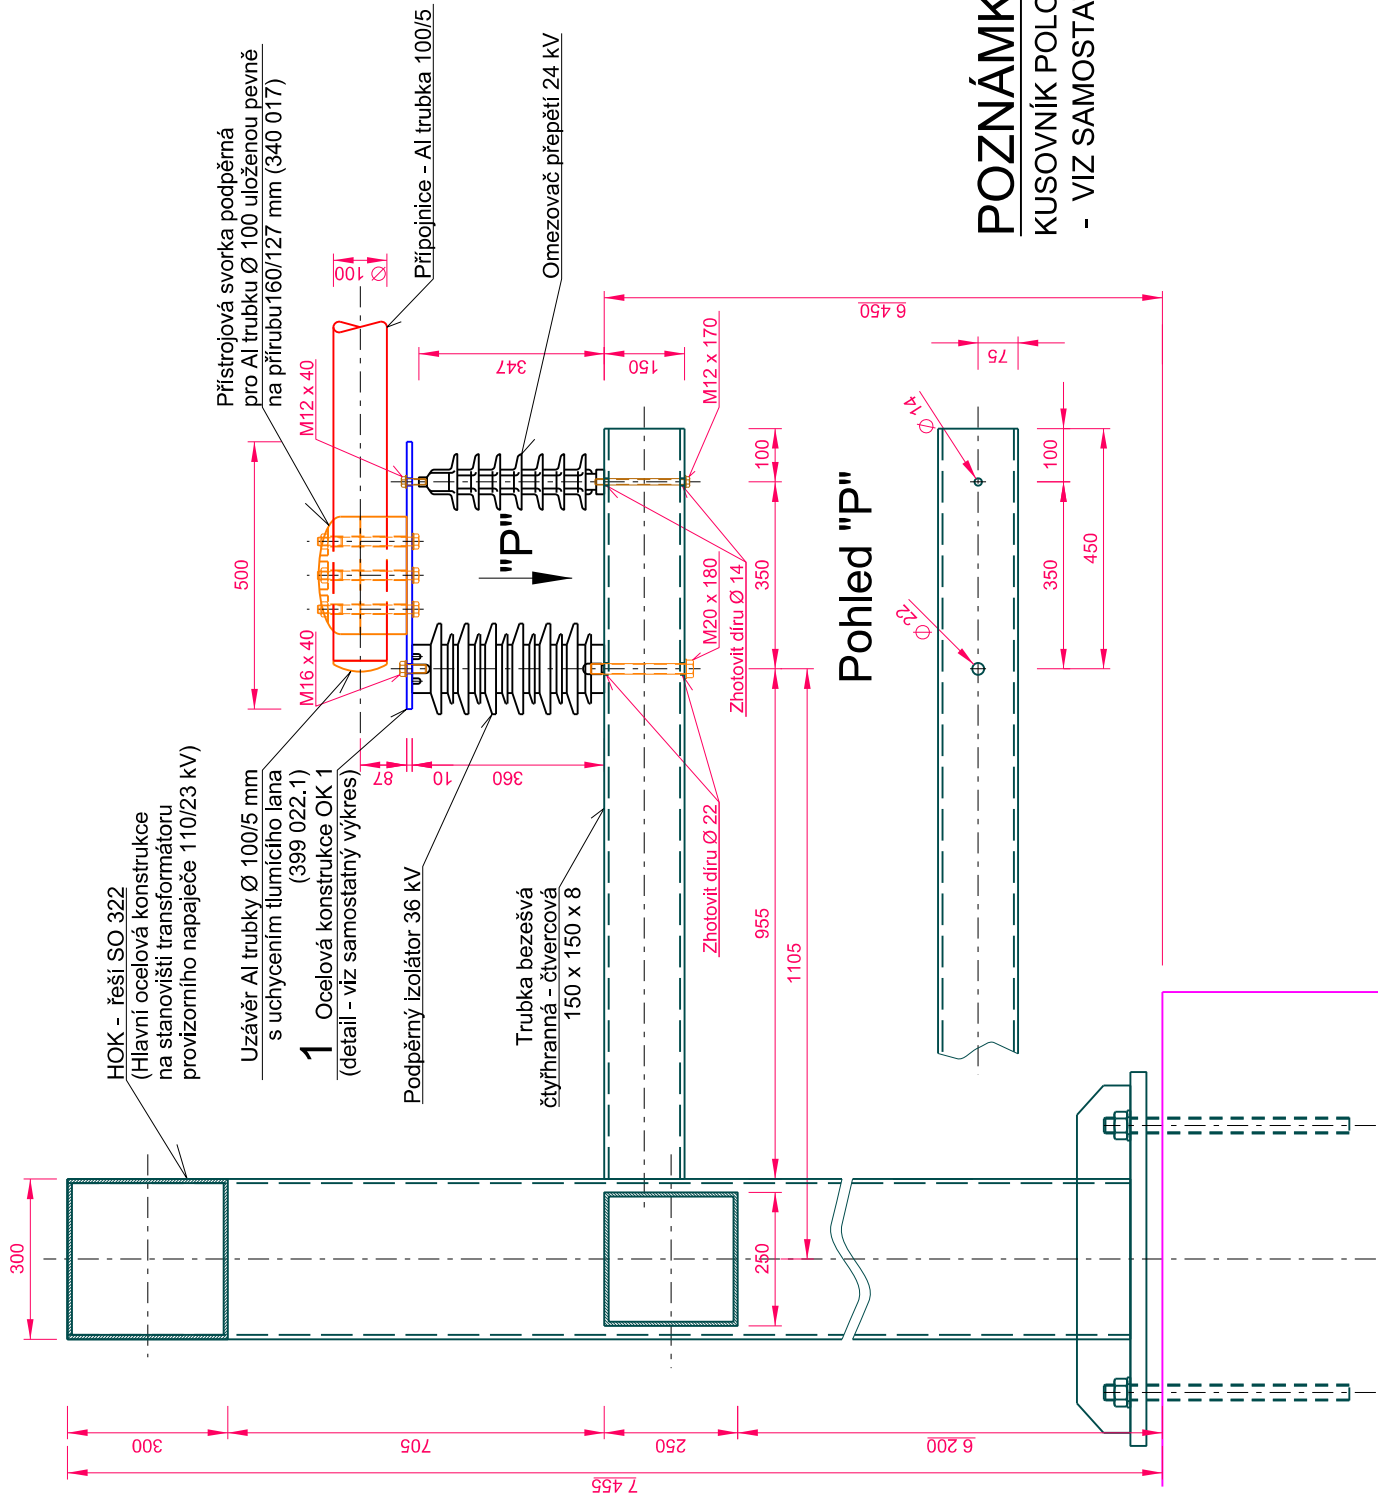 HOK - řeší SO 322
(Hlavní ocelová konstrukce
na stanovišti transformátoru
provizorního napaječe 110/23 kV)
Uzávěr Al trubky Ø 100/5 mm
s uchycením tlumícího lana
(399 022.1)
1 Ocelová konstrukce OK 1
(detail - viz samostatný výkres)
Podpěrný izolátor 36 kV
Trubka bezešvá
čtyřhranná - čtvercová
150 x 150 x 8
Přístrojová svorka podpěrná
pro Al trubku Ø 100 uloženou pevně
na přírubu160/127 mm (340 017)
Přípojnice - Al trubka 100/5
Omezovač přepětí 24 kV
M12 x 40
M16 x 40
M12 x 170
M20 x 180
Zhotovit díru Ø 14
Zhotovit díru Ø 22
"P"
Pohled "P"
Ø 14
Ø 22
Ø 100
500
87
10
360
347
150
6 450
100
350
955
1105
75
100
350
450
300
250
300
705
250
6 200
7 455
POZNÁMK
KUSOVNÍK POLO
- VIZ SAMOSTA